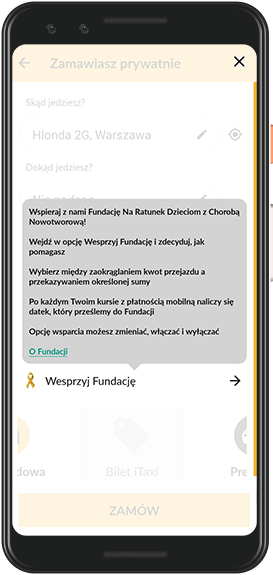 Zamawiasz prywatnie
Skąd jedziesz?
Hlonda 2G, Warszawa
Dokąd jedziesz?
Nie podano
Wspieraj z nami Fundację Na Ratunek Dzieciom z Chorobą
Nowotworową!
Wejdź w opcję Wesprzyj Fundację i zdecyduj, jak
pomagasz
Wybierz między zaokrąglaniem kwot przejazdu a
przekazywaniem określonej sumy
Po każdym Twoim kursie z płatnością mobilną naliczy się
datek, który prześlemy do Fundacji
Opcję wsparcia możesz zmieniać, włączać i wyłączać
O Fundacji
Wesprzyj Fundację
dowa
Bilet iTaxi
Pre
ZAMÓW